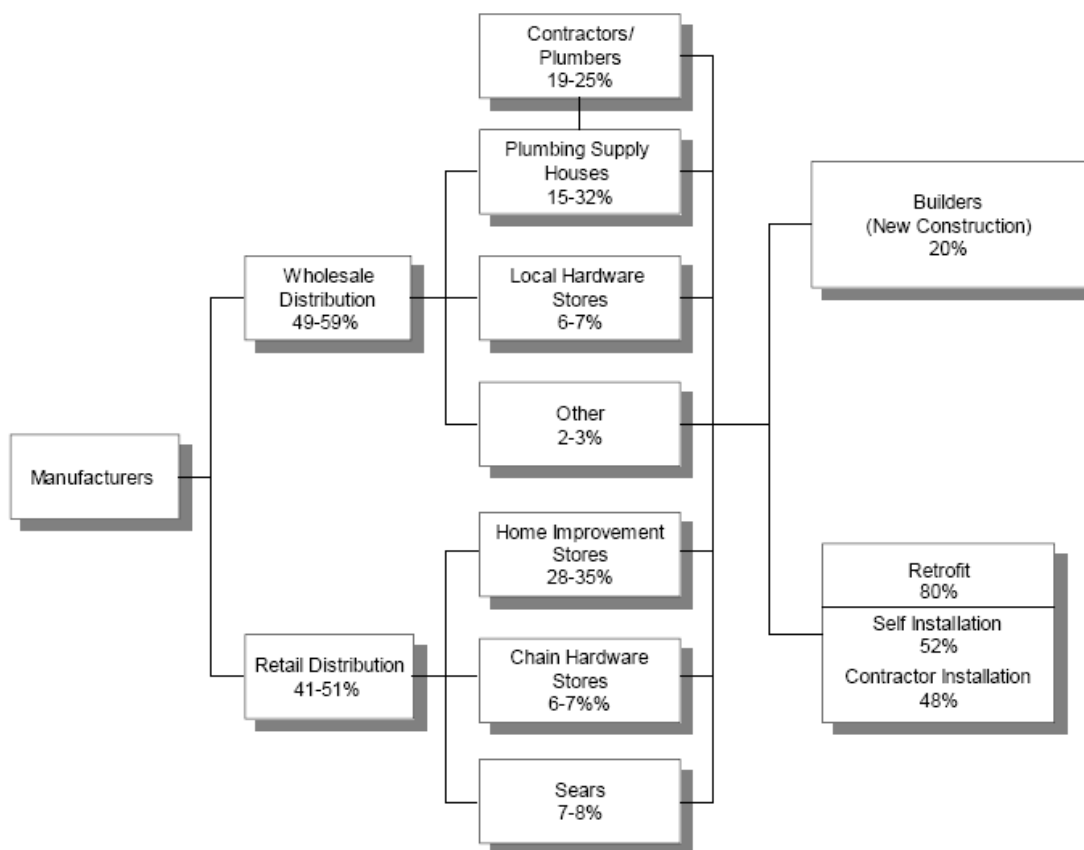 Manufacturers
Wholesale
Distribution
49-59%
Retail Distribution
41-51%
Contractors/
Plumbers
19-25%
Plumbing Supply
Houses
15-32%
Local Hardware
Stores
6-7%
Other
2-3%
Home Improvement
Stores
28-35%
Chain Hardware
Stores
6-7%%
Sears
7-8%
Builders
(New Construction)
20%
Retrofit
80%
Self Installation
52%
Contractor Installation
48%